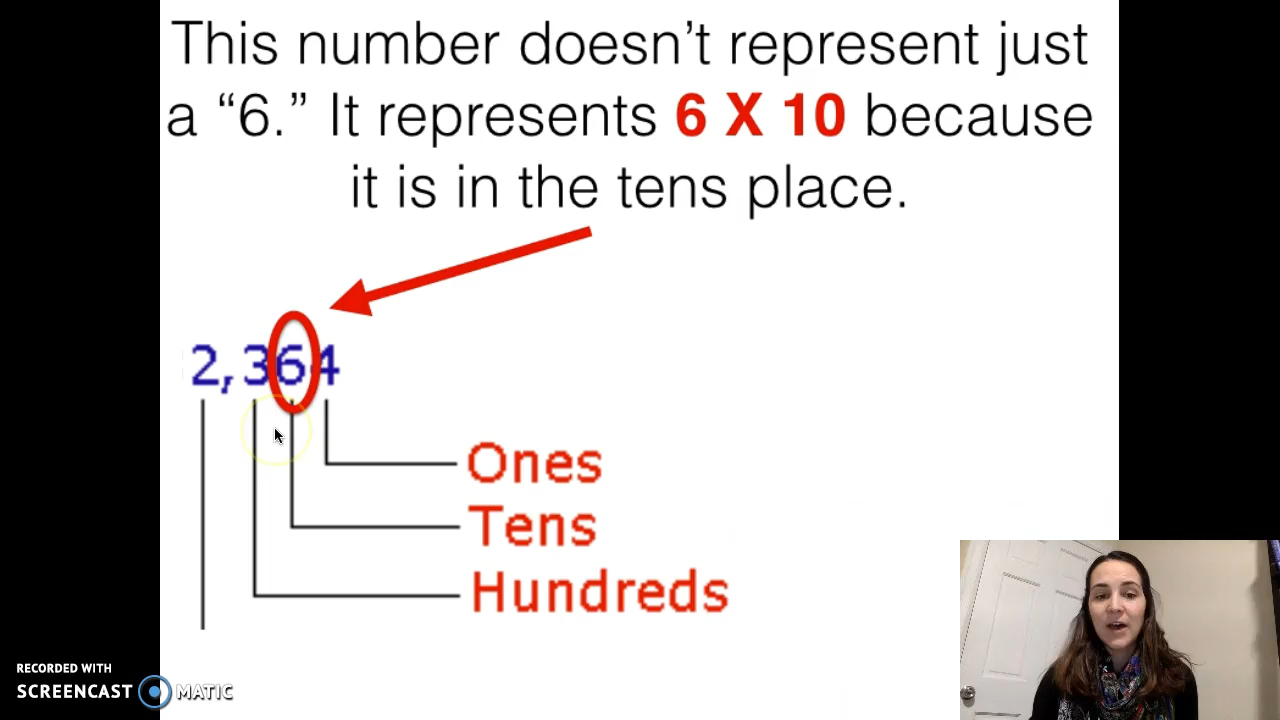 This number doesn’t represent just
a “6.” It represents 6 X 10 because
it is in the tens place.
2,364
Ones
Tens
Hundreds
RECORDED WITH
SCREENCAST MATIC